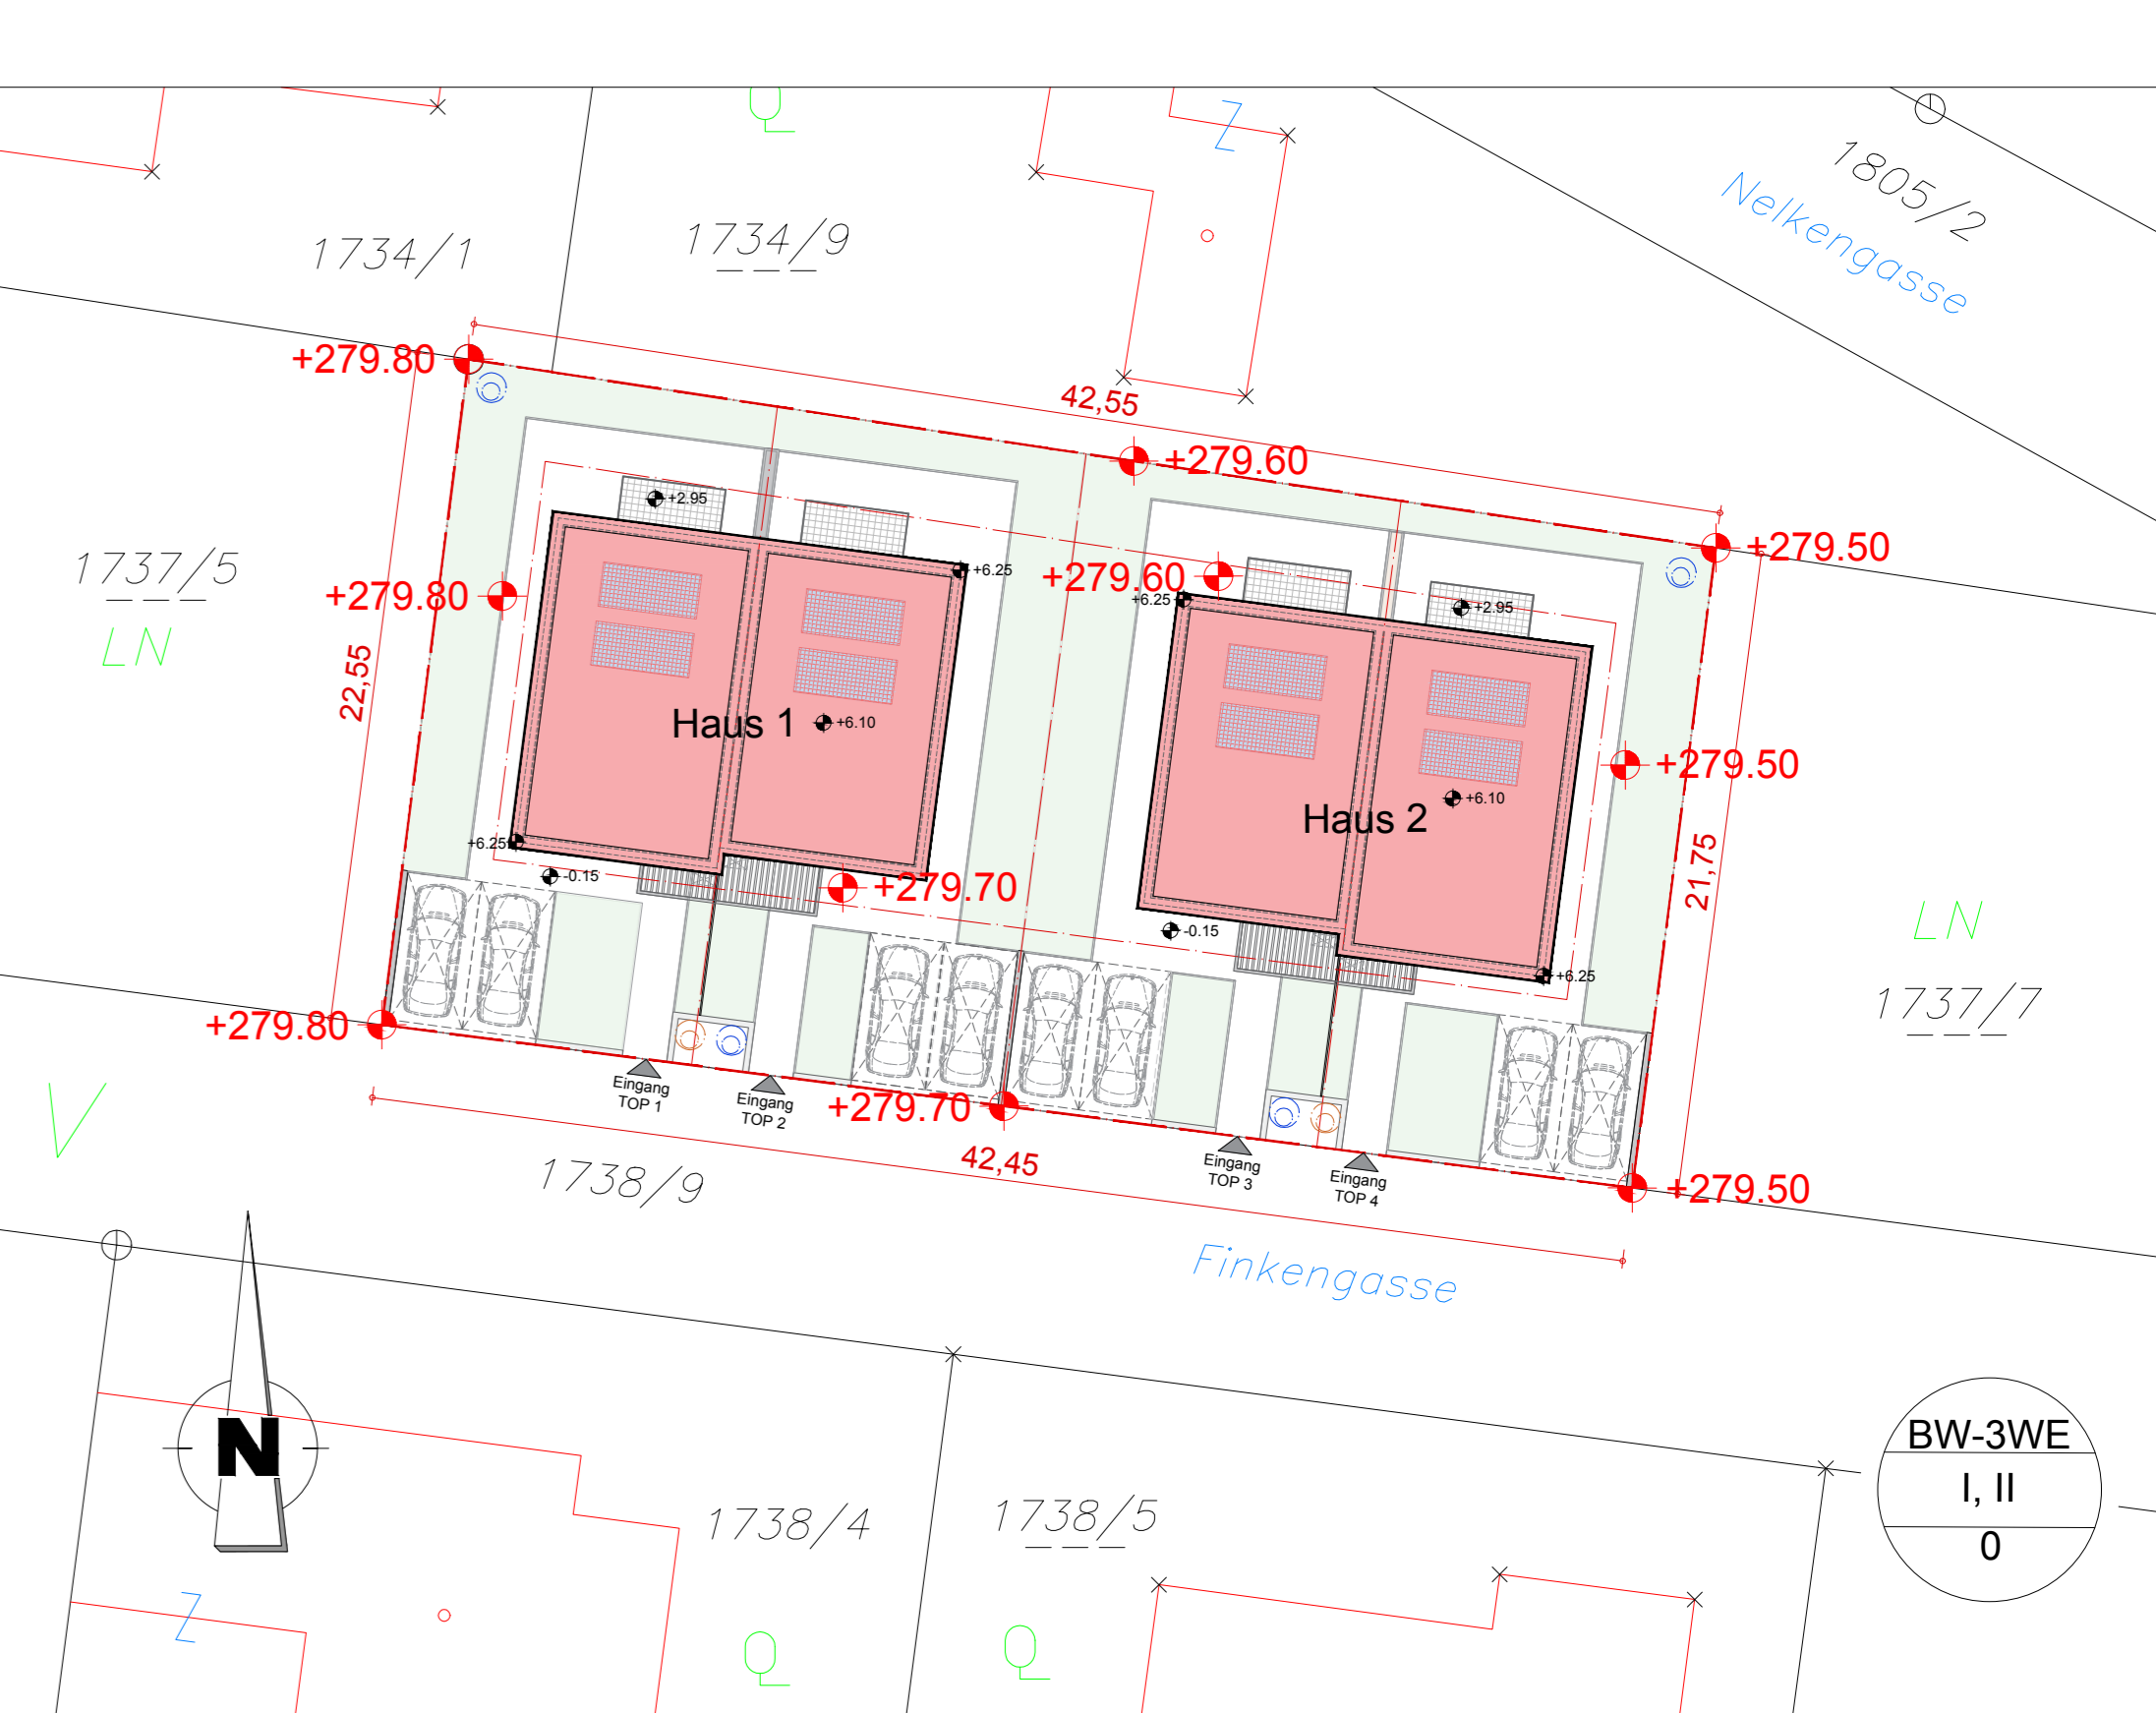 1805/2
Nelkengasse
Q
Z
1734/1
1734/9
+279.80
42,55
+279.60
+279.50
1737/5
LN
+2.95
+6.25
+279.80
+279.60
+6.25
+2.95
22,55
Haus 1
+6.10
+279.50
+6.10
Haus 2
+6.25
-0.15
+279.70
-0.15
+6.25
21,75
LN
1737/7
+279.80
Eingang
TOP 1
Eingang
TOP 2
+279.70
42,45
Eingang
TOP 3
Eingang
TOP 4
+279.50
V
1738/9
Finkengasse
N
BW-3WE
I, II
0
1738/4
1738/5
Z
Q
Q